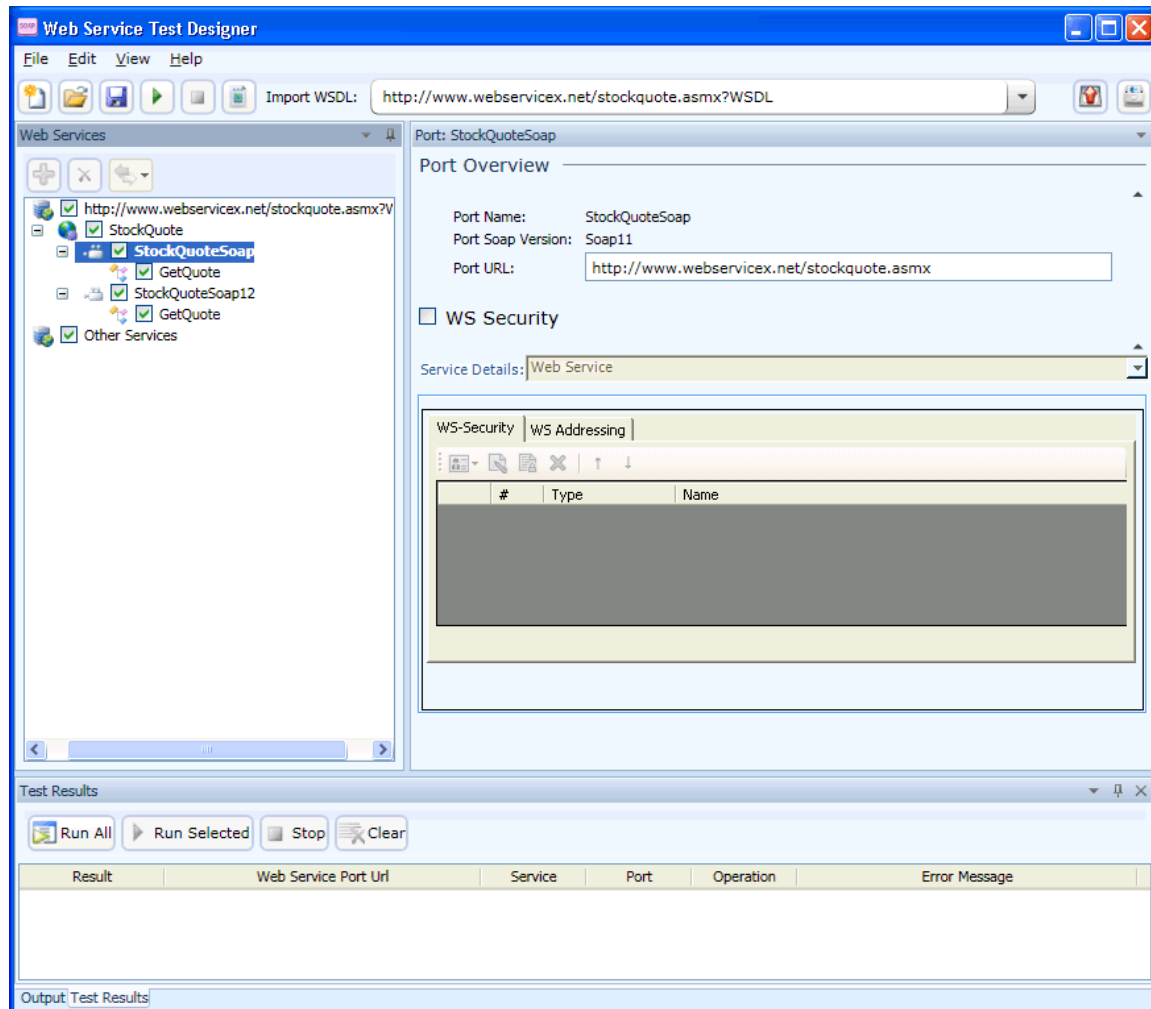 SOAP Web Service Test Designer
File Edit View Help
Import WSDL: http://www.webservicex.net/stockquote.asmx?WSDL
Web Services
http://www.webservicex.net/stockquote.asmx?W
StockQuote
StockQuoteSoap
GetQuote
StockQuoteSoap12
GetQuote
Other Services
Port: StockQuoteSoap
Port Overview
Port Name: StockQuoteSoap
Port Soap Version: Soap11
Port URL: http://www.webservicex.net/stockquote.asmx
WS Security
Service Details: Web Service
WS-Security WS Addressing
# Type Name
Test Results
Run All Run Selected Stop Clear
Result Web Service Port Url Service Port Operation Error Message
Output Test Results